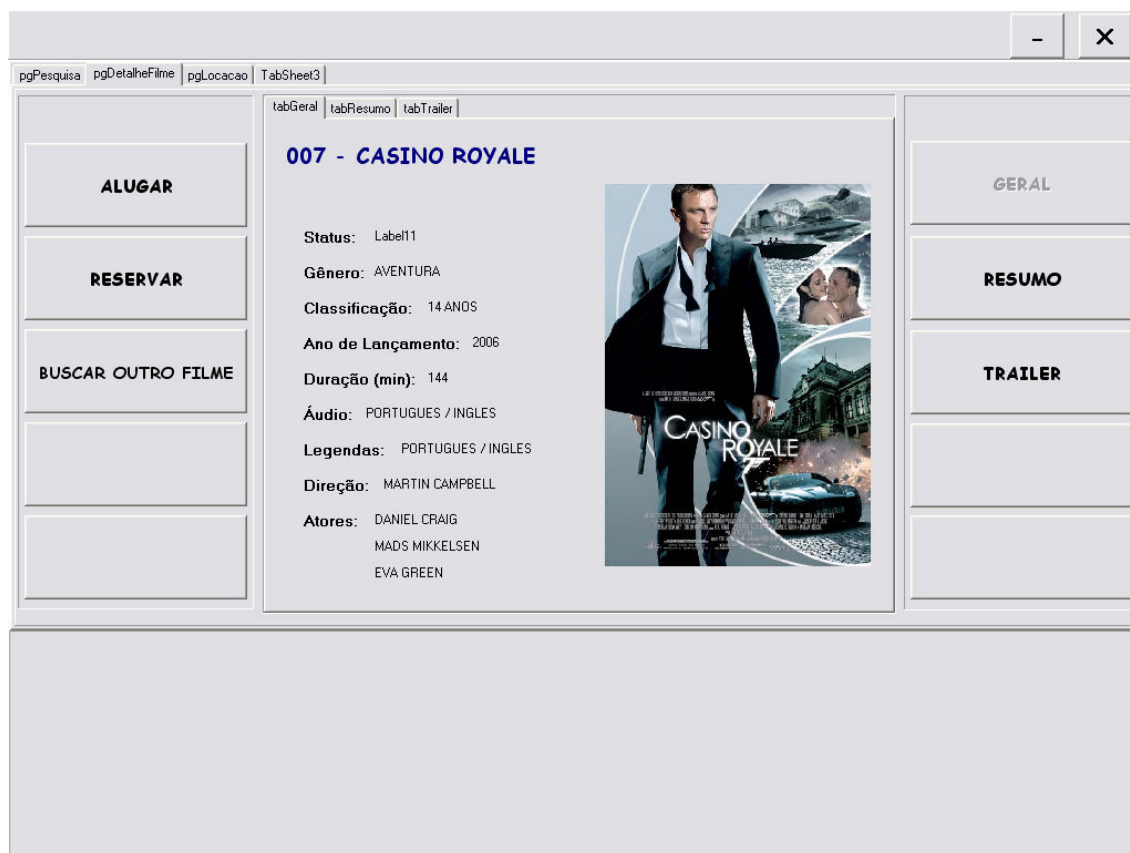 -
X
pgPesquisa pgDetalheFilme pgLocacao TabSheet3
tabGeral tabResumo tabTrailer
ALUGAR
RESERVAR
BUSCAR OUTRO FILME
007 - CASINO ROYALE
Status: Label11
Gênero: AVENTURA
Classificação: 14 ANOS
Ano de Lançamento: 2006
Duração (min): 144
Áudio: PORTUGUES / INGLES
Legendas: PORTUGUES / INGLES
Direção: MARTIN CAMPBELL
Atores: DANIEL CRAIG
MADS MIKKELSEN
EVA GREEN
CASINO
ROYALE
7
GERAL
RESUMO
TRAILER